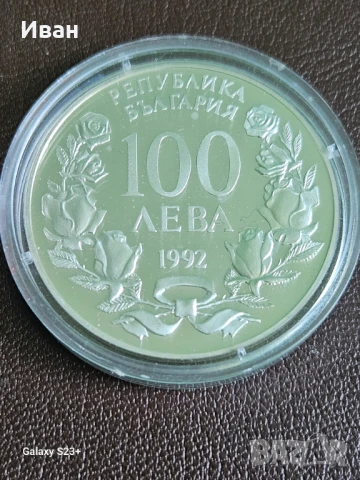 Иван
РЕПУБЛИКА
БЪЛГАРИЯ
100
ЛЕВА
1992
Galaxy S23+